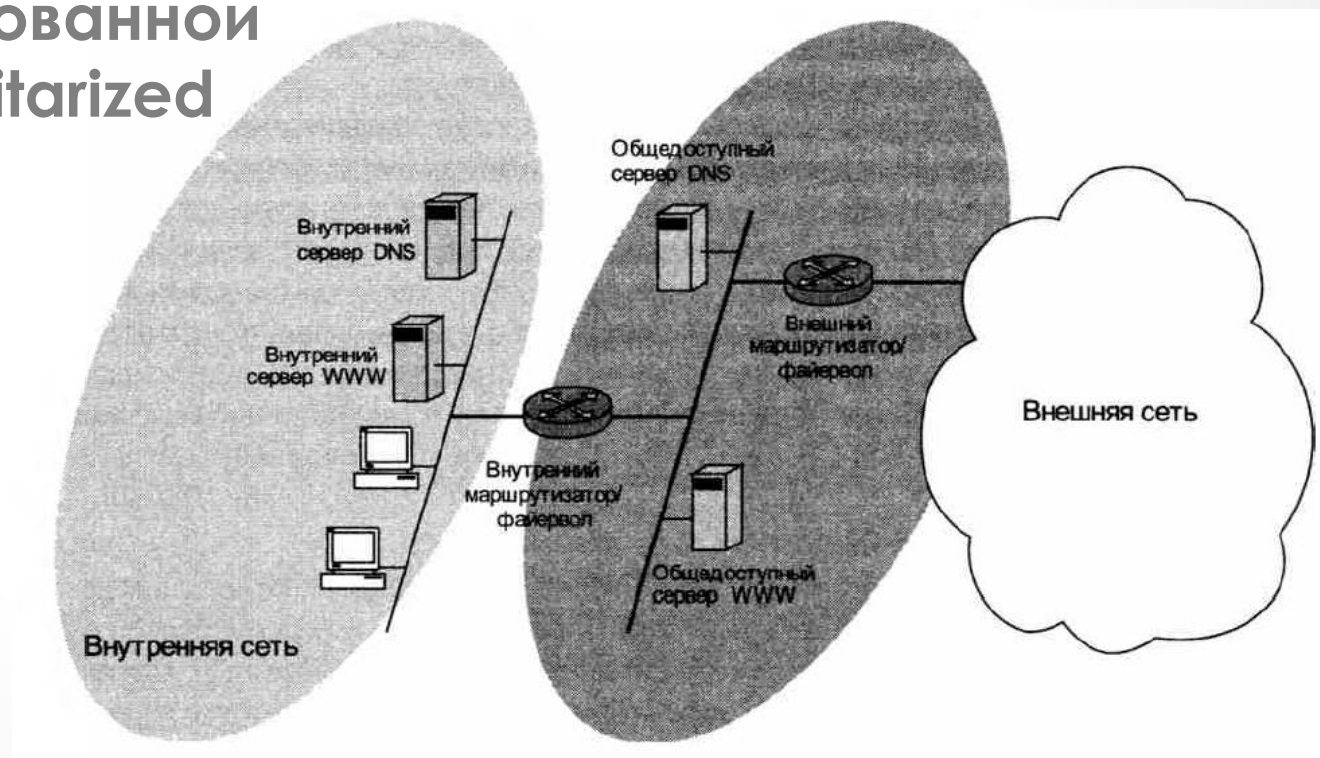 ованной
itarized
Общедоступный
сервер DNS
Внутренний
сервер DNS
Внешний
маршрутизатор/
файервол
Внутренний
сервер WWW
Внешняя сеть
Внутренний
маршрутизатор/
файервол
Общедоступный
сервер WWW
Внутренняя сеть